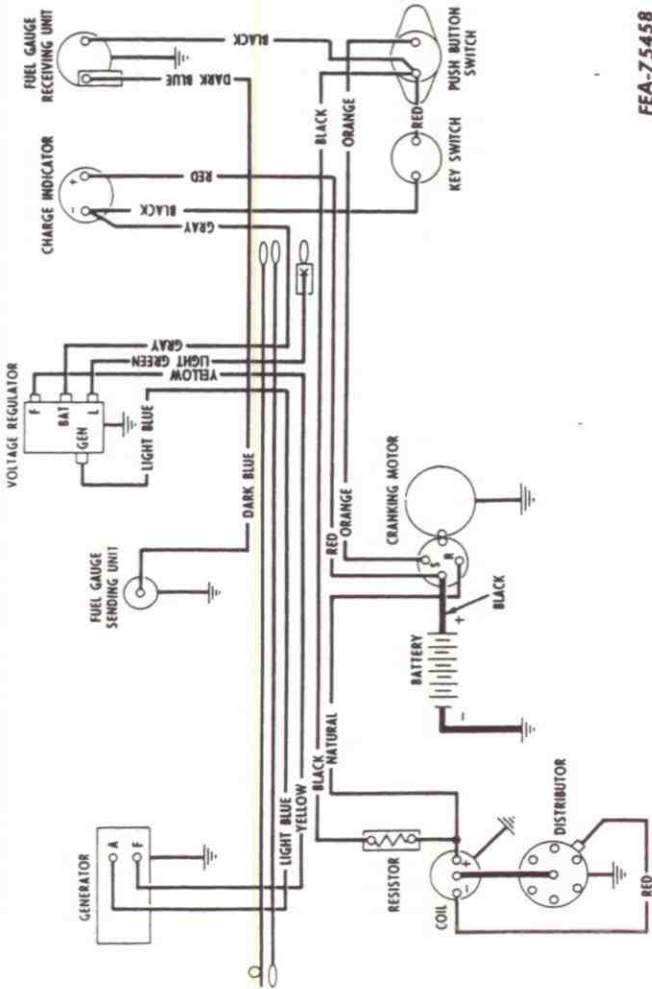 FUEL GAUGE
RECEIVING UNIT
BLACK
DARK BLUE
CHARGE INDICATOR
+
-
RED
BLACK
GRAY
VOLTAGE REGULATOR
F
BAT
L
GEN
GRAY
LIGHT GREEN
YELLOW
LIGHT BLUE
FUEL GAUGE
SENDING UNIT
DARK BLUE
GENERATOR
A
F
LIGHT BLUE
YELLOW
BLACK
ORANGE
RED
PUSH BUTTON
SWITCH
KEY SWITCH
RED
ORANGE
CRANKING MOTOR
S
R
BLACK
BATTERY
+
-
BLACK
NATURAL
RESISTOR
COIL
+
-
DISTRIBUTOR
RED
FEA-75458